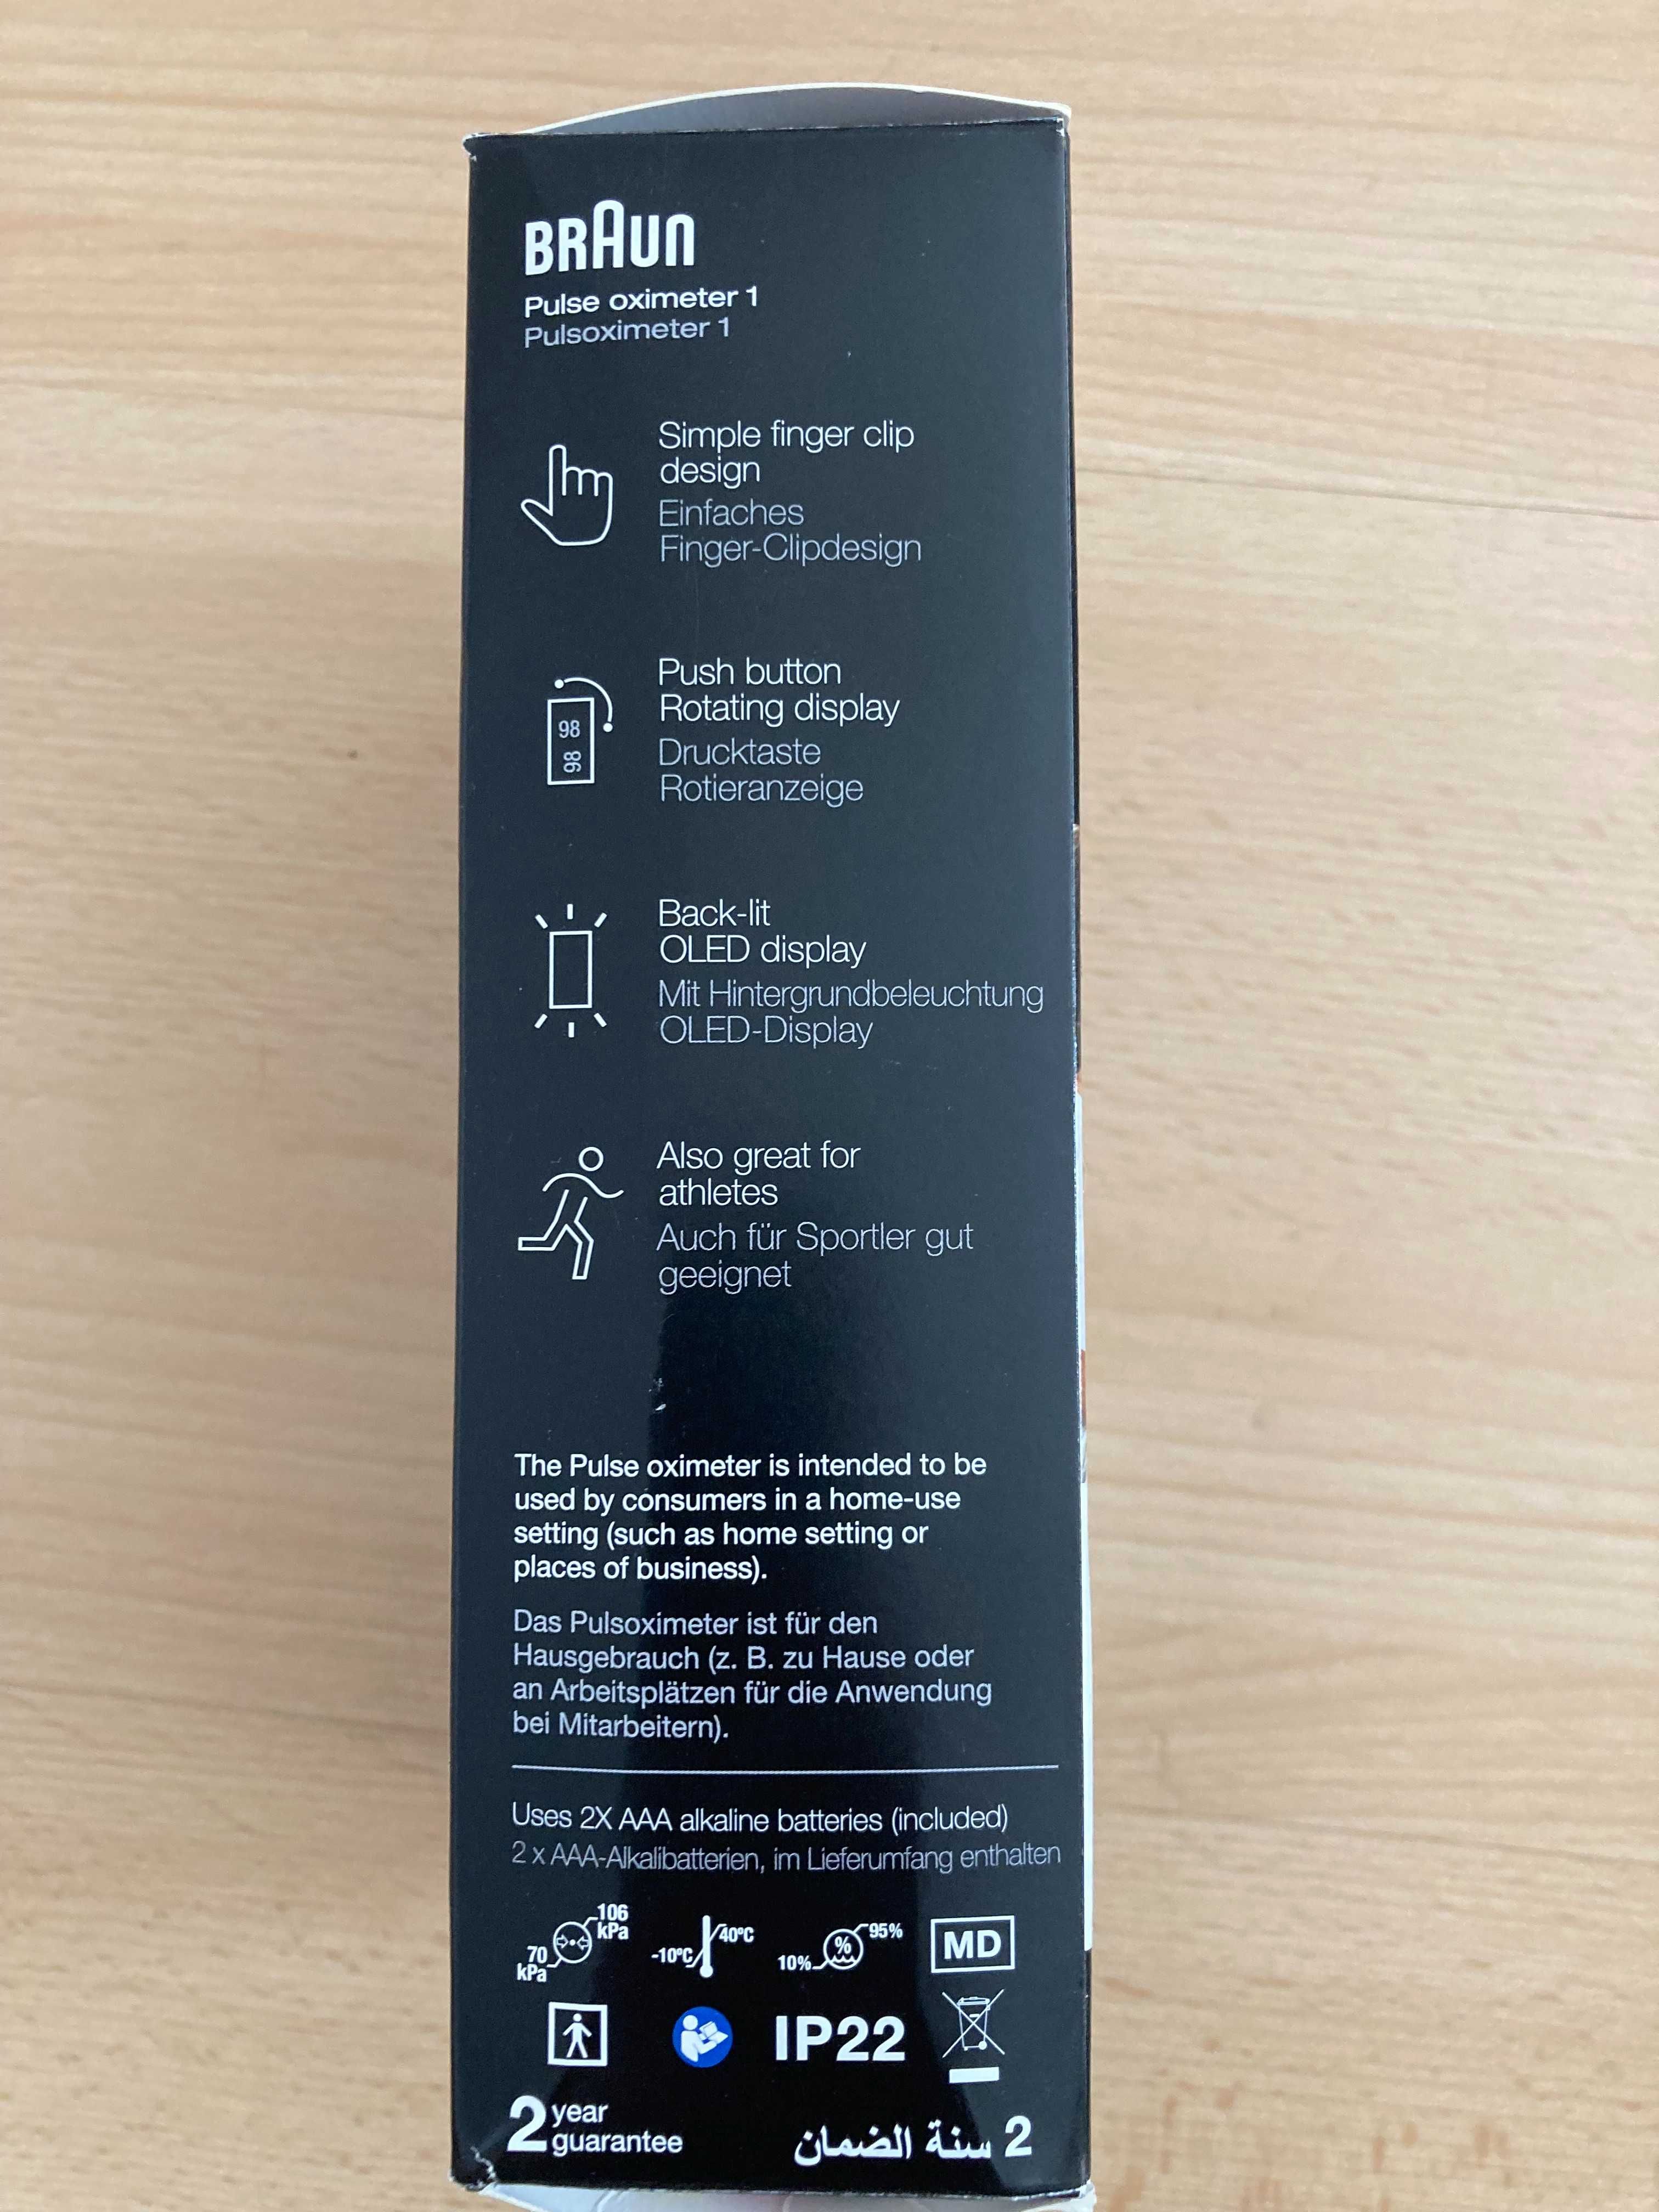 BRAUN
Pulse oximeter 1
Pulsoximeter 1
Simple finger clip
design
Einfaches
Finger-Clipdesign
98
98
Push button
Rotating display
Drucktaste
Rotieranzeige
Back-lit
OLED display
Mit Hintergrundbeleuchtung
OLED-Display
Also great for
athletes
Auch für Sportler gut
geeignet
The Pulse oximeter is intended to be
used by consumers in a home-use
setting (such as home setting or
places of business).
Das Pulsoximeter ist für den
Hausgebrauch (z. B. zu Hause oder
an Arbeitsplätzen für die Anwendung
bei Mitarbeitern).
Uses 2X AAA alkaline batteries (included)
2 x AAA-Alkalibatterien, im Lieferumfang enthalten
70 kPa 106 kPa
-10°C 40°C
10% % 95%
MD
IP22
2 year guarantee
2 سنة الضمان